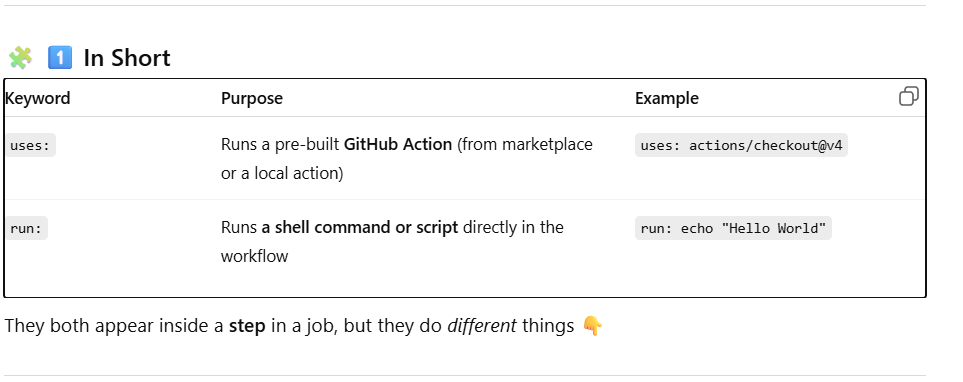 🧩 1️⃣ In Short
Keyword Purpose Example
uses: Runs a pre-built GitHub Action (from marketplace uses: actions/checkout@v4
or a local action)
run: Runs a shell command or script directly in the run: echo "Hello World"
workflow
They both appear inside a step in a job, but they do different things 👇